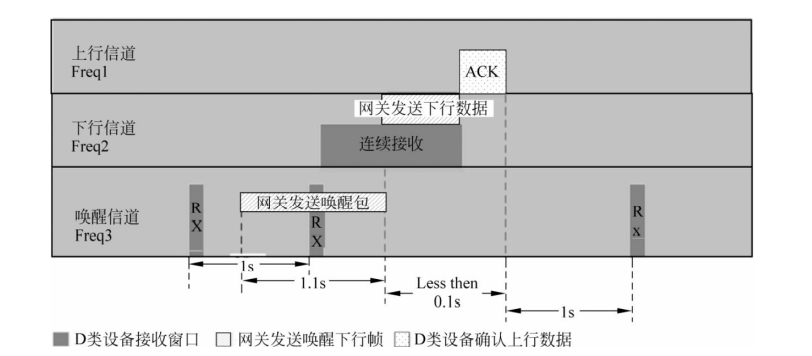 上行信道
Freq1
ACK
网关发送下行数据
下行信道
Freq2
连续接收
唤醒信道
Freq3
R
X
网关发送唤醒包
R
X
R
x
1s
1.1s
Less then
0.1s
1s
D类设备接收窗口 网关发送唤醒下行帧 D类设备确认上行数据